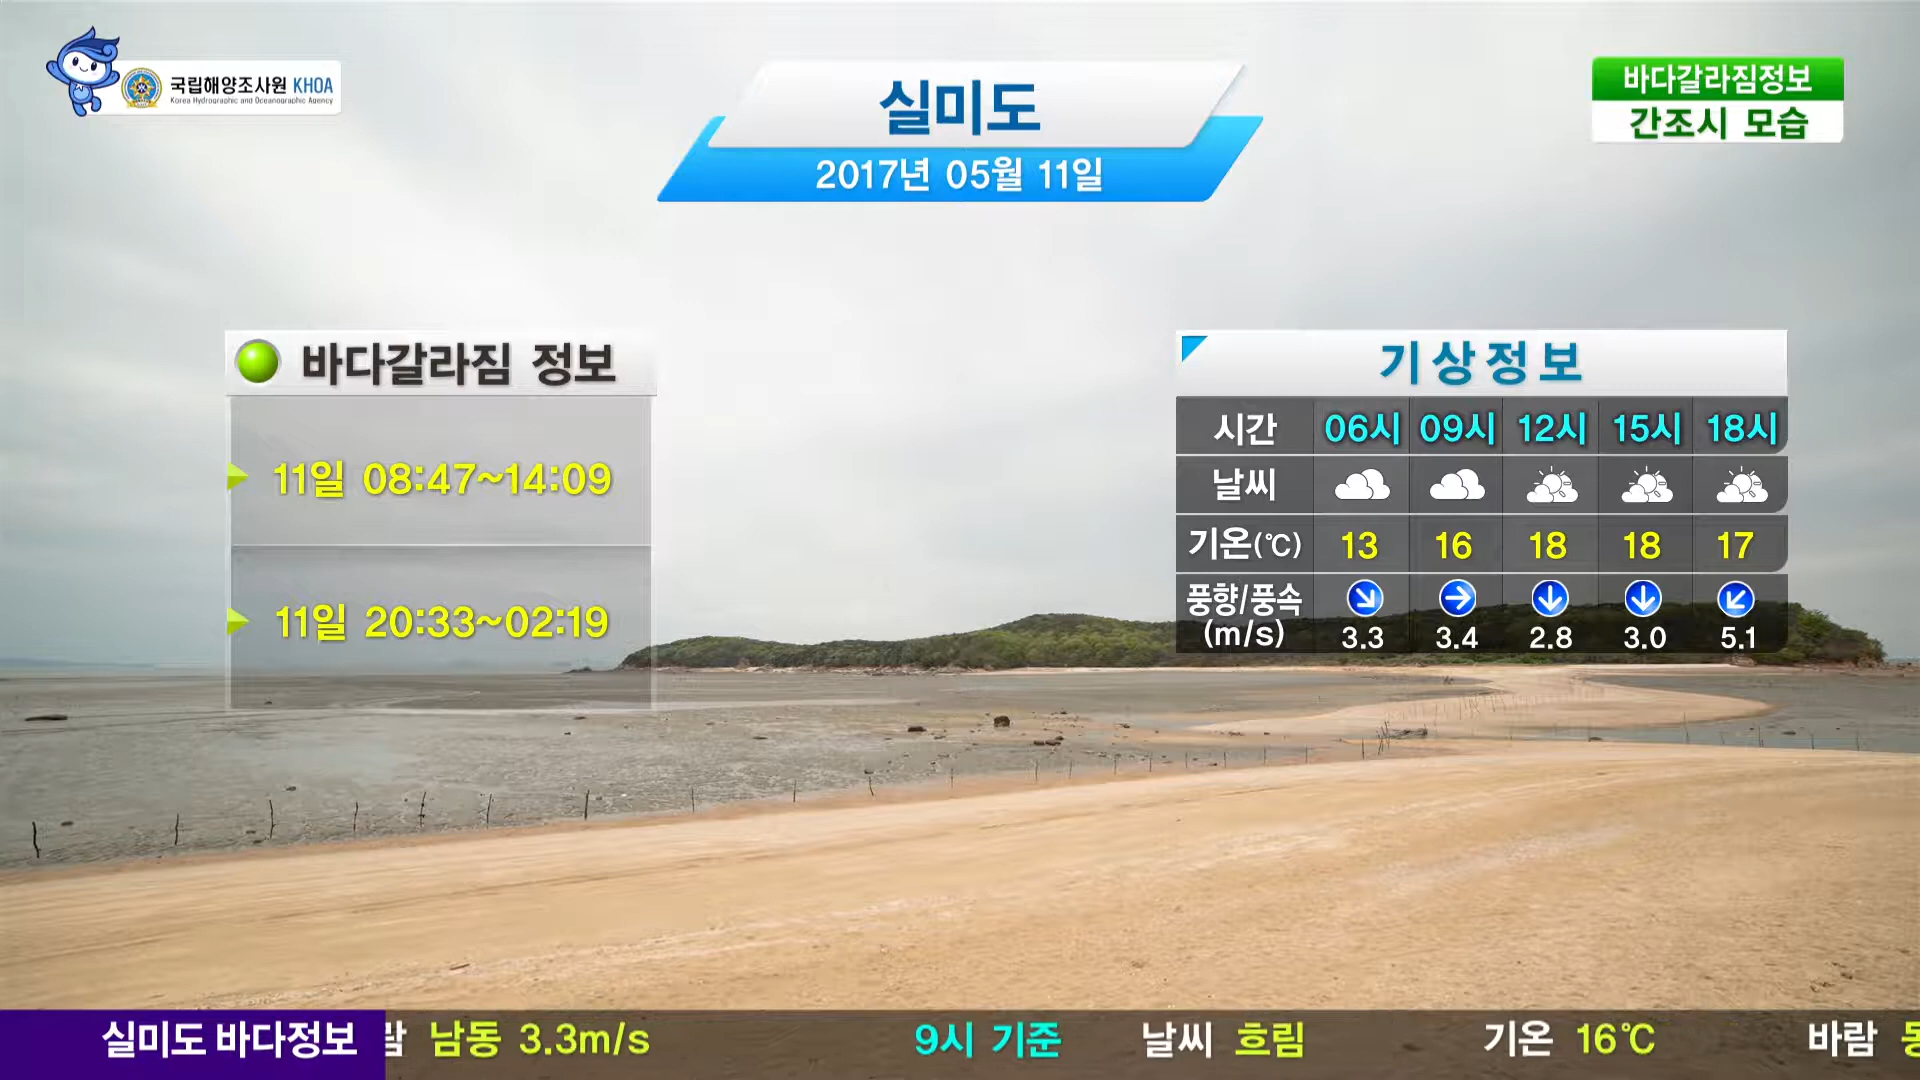 국립해양조사원 KHOA
Korea Hydrographic and Oceanographic Agency
실미도
2017년 05월 11일
바다갈라짐정보
간조시 모습
바다갈라짐 정보
11일 08:47~14:09
11일 20:33~02:19
기상정보
시간 06시 09시 12시 15시 18시
날씨
기온(℃) 13 16 18 18 17
풍향/풍속
(m/s) 3.3 3.4 2.8 3.0 5.1
실미도 바다정보 람 남동 3.3m/s 9시 기준 날씨 흐림 기온 16℃ 바람